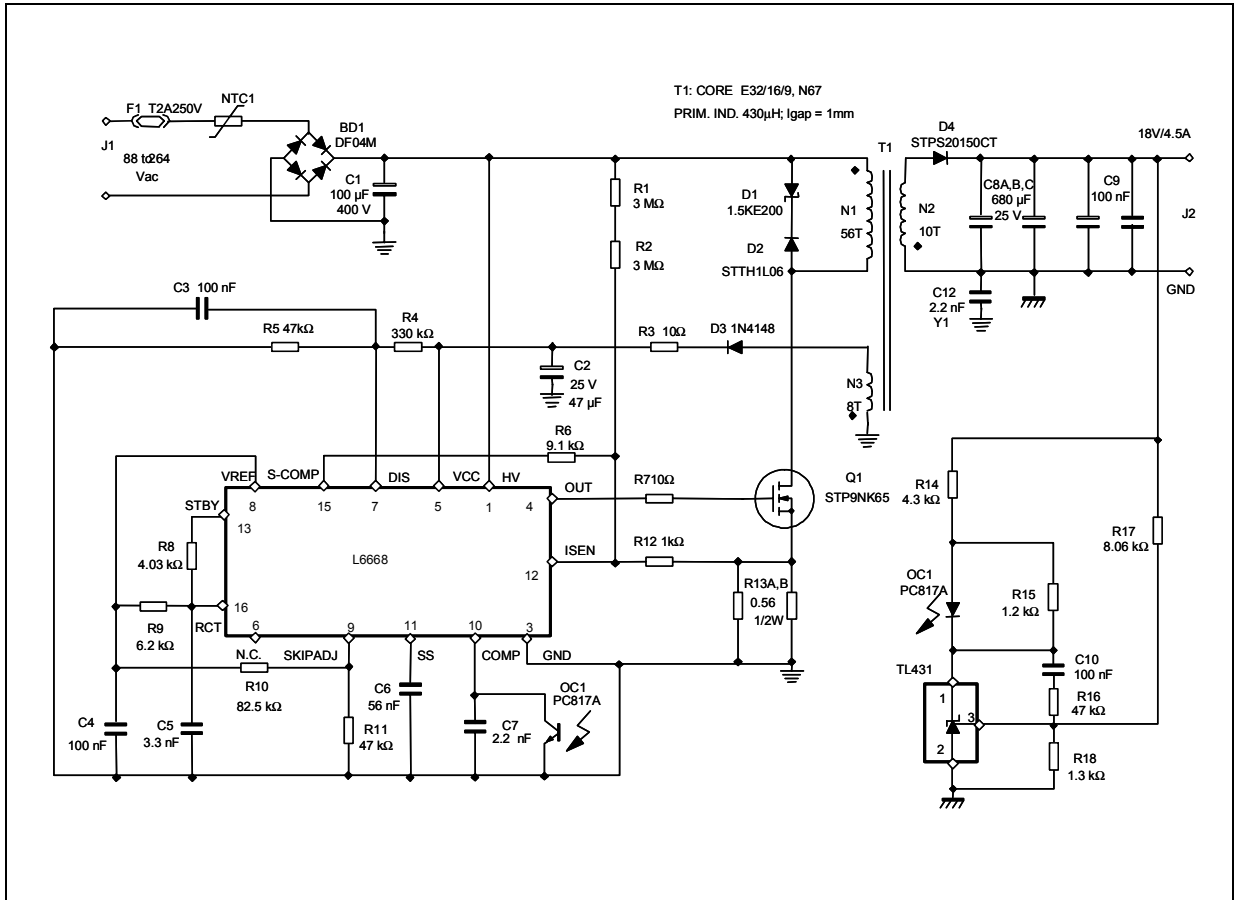 T1: CORE E32/16/9, N67
PRIM. IND. 430µH; Igap = 1mm
F1 T2A250V
NTC1
J1
88 to264
Vac
BD1
DF04M
C1
100 µF
400 V
R1
3 MΩ
R2
3 MΩ
D1
1.5KE200
D2
STTH1L06
N1
56T
T1
N2
10T
D4
STPS20150CT
18V/4.5A
C8A,B,C
680 µF
25 V
C9
100 nF
J2
GND
C12
2.2 nF
Y1
C3 100 nF
R5 47kΩ
R4
330 kΩ
R3 10Ω
D3 1N4148
C2
25 V
47 µF
N3
8T
R6
9.1 kΩ
VREF
S-COMP
DIS
VCC
HV
OUT
8
15
7
5
1
4
STBY
13
R8
4.03 kΩ
L6668
ISEN
12
R710Ω
Q1
STP9NK65
R12 1kΩ
R13A,B
0.56
1/2W
16
RCT
R9
6.2 kΩ
6
9
11
10
3
N.C.
SKIPADJ
SS
COMP
GND
R10
82.5 kΩ
C4
100 nF
C5
3.3 nF
R11
47 kΩ
C6
56 nF
C7
2.2 nF
OC1
PC817A
R14
4.3 kΩ
R17
8.06 kΩ
OC1
PC817A
R15
1.2 kΩ
TL431
1
3
2
C10
100 nF
R16
47 kΩ
R18
1.3 kΩ